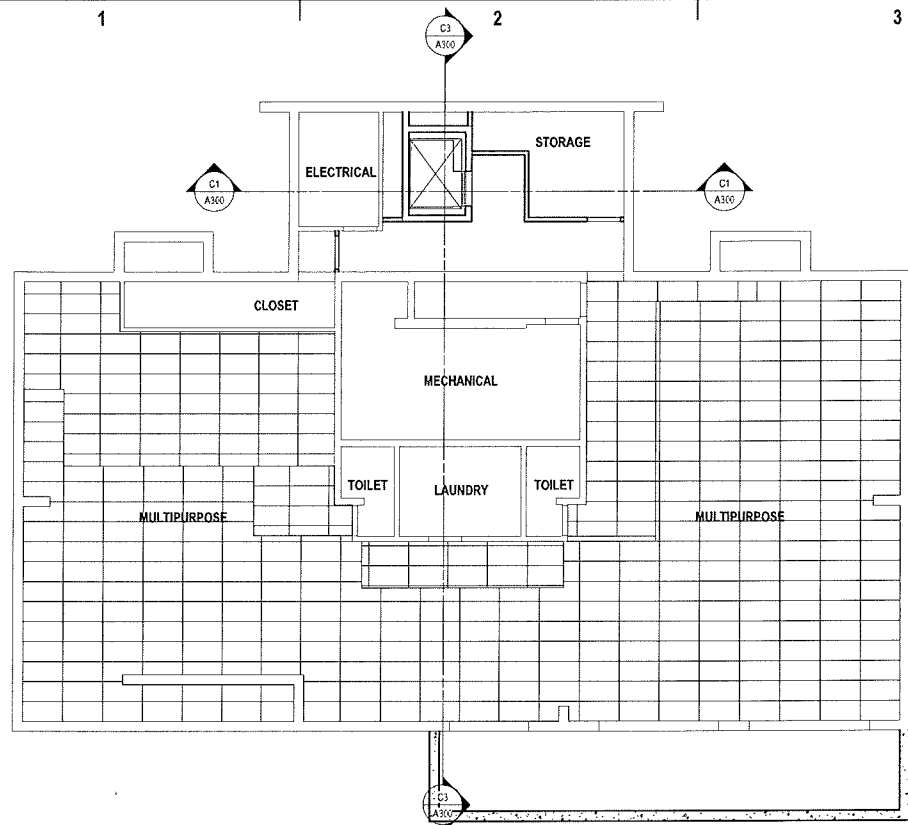 1
2
3
C3
A300
STORAGE
ELECTRICAL
C1
A300
C1
A300
CLOSET
MECHANICAL
TOILET
LAUNDRY
TOILET
MULTIPURPOSE
MULTIPURPOSE
C3
A300